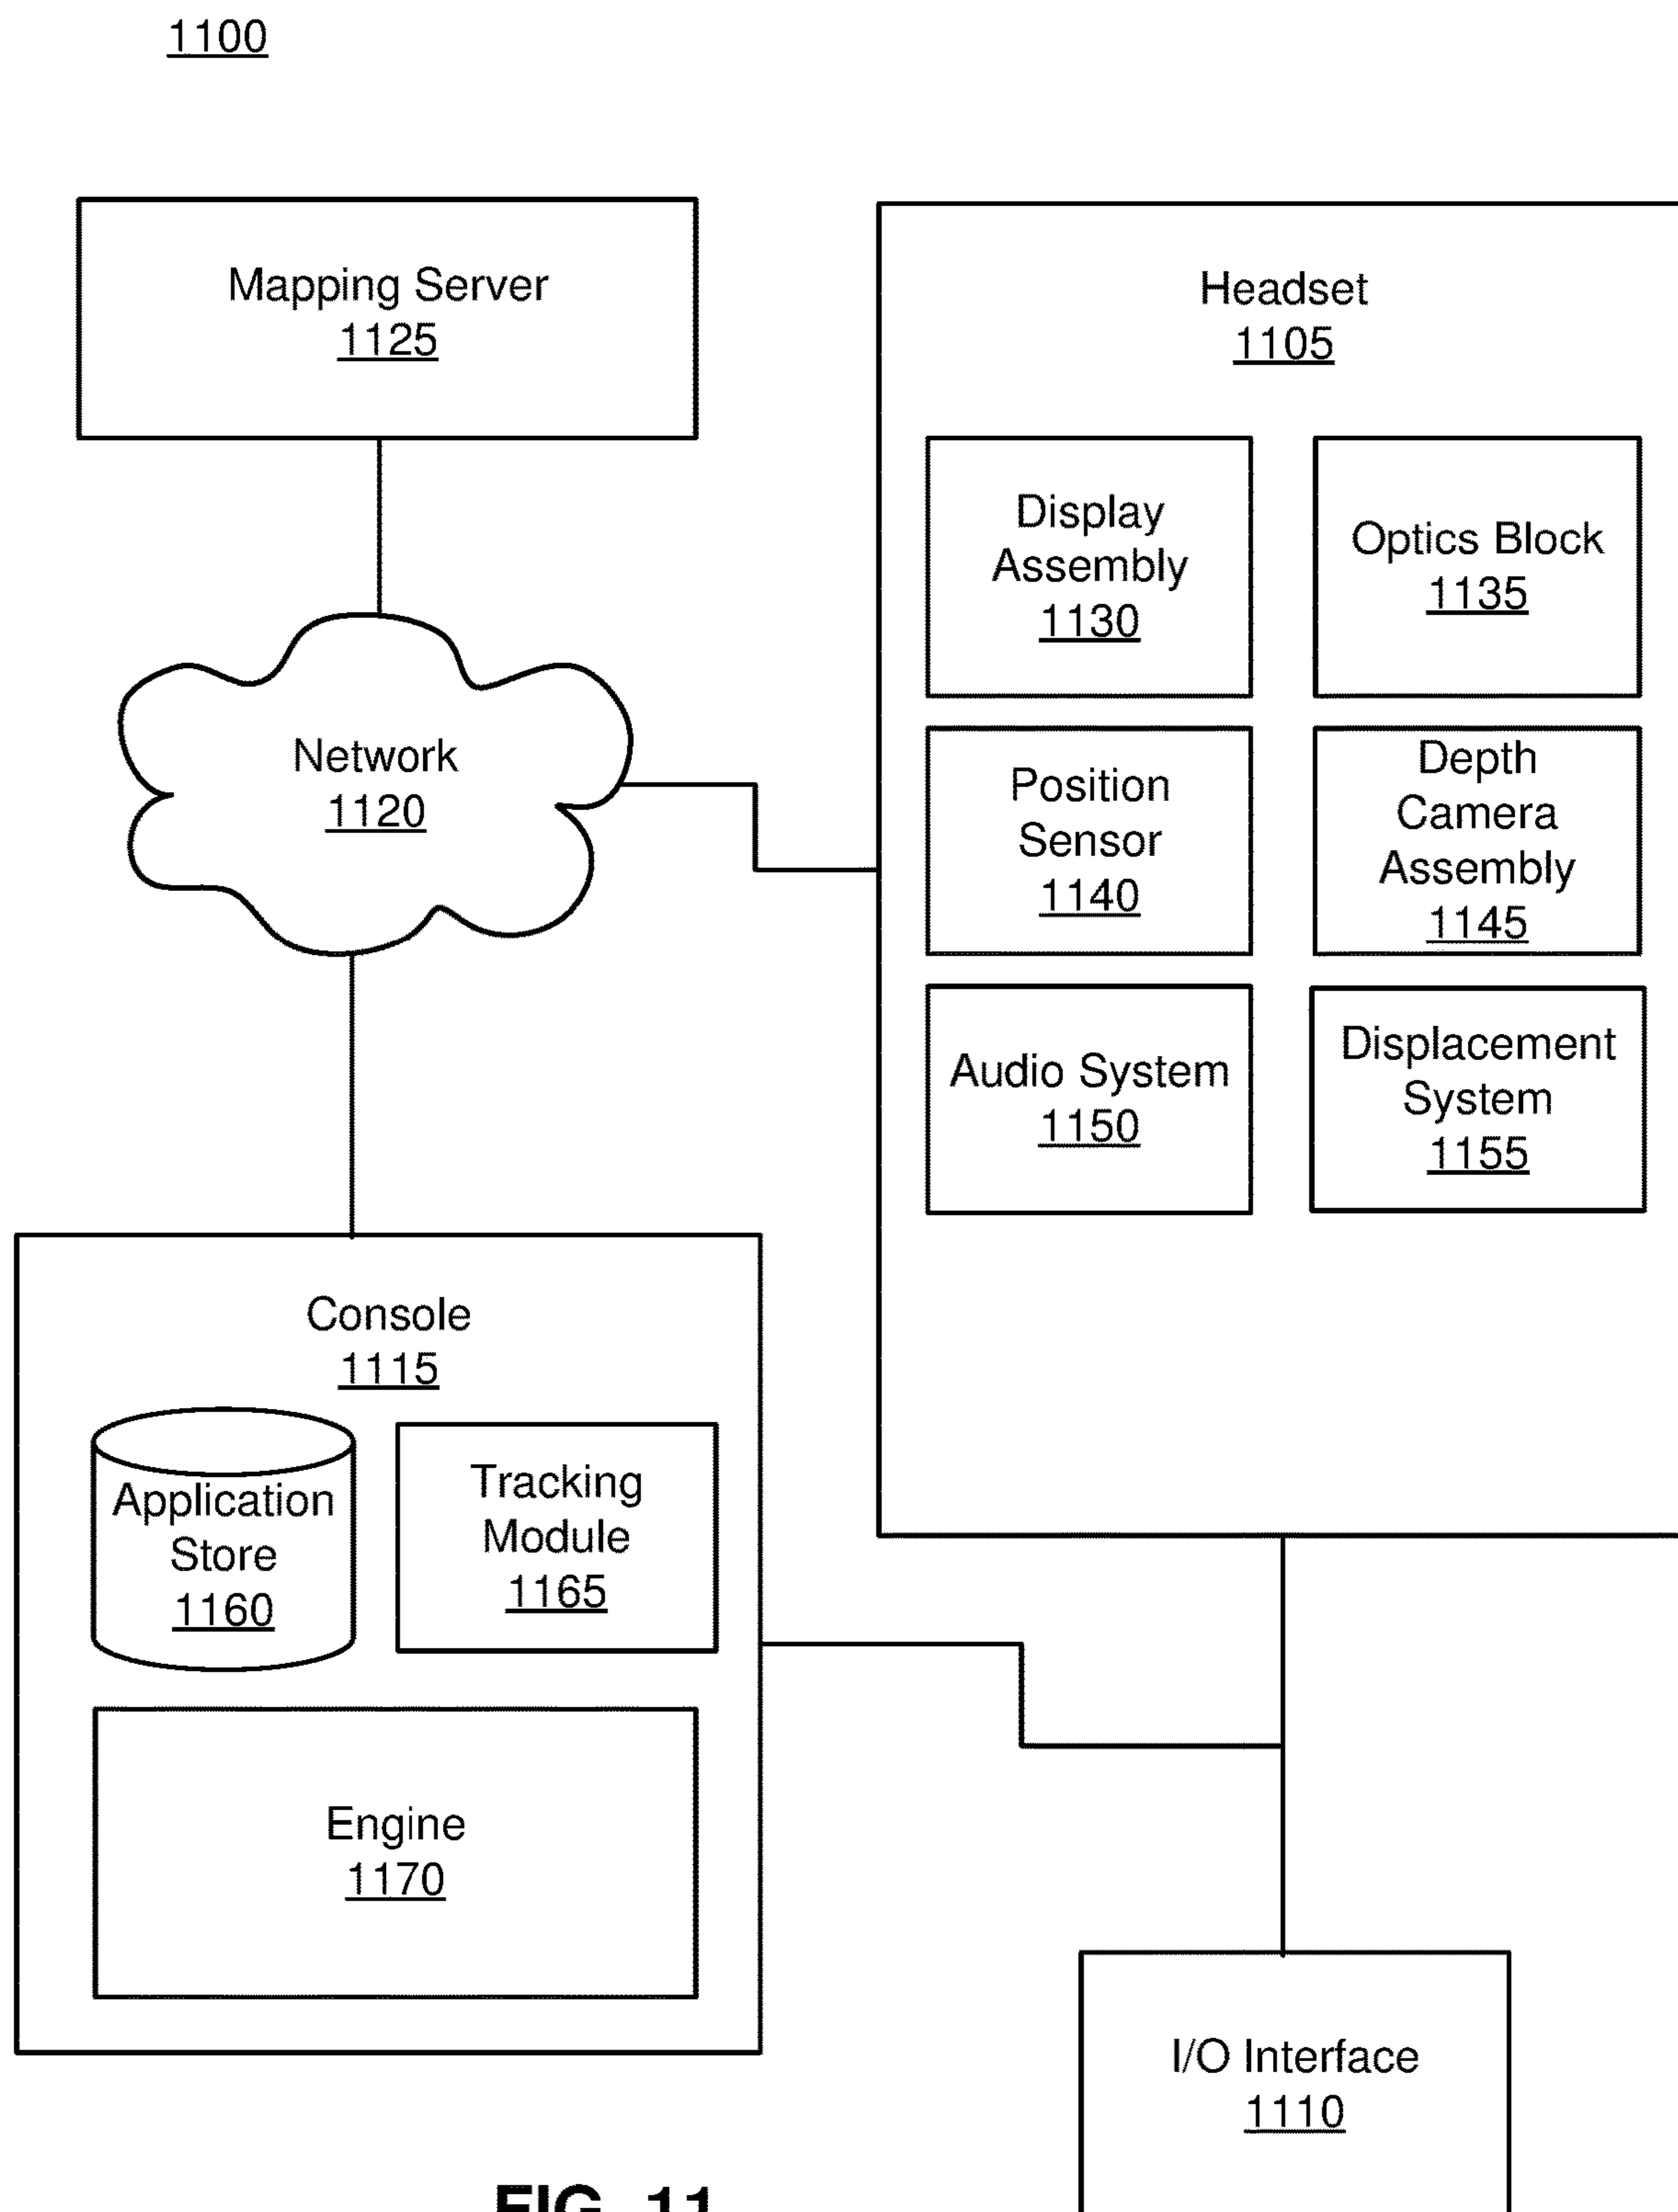 1100
Mapping Server
1125
Headset
1105
Display
Assembly
1130
Optics Block
1135
Network
1120
Position
Sensor
1140
Depth
Camera
Assembly
1145
Audio System
1150
Displacement
System
1155
Console
1115
Application
Store
1160
Tracking
Module
1165
Engine
1170
I/O Interface
1110
FIG. 11